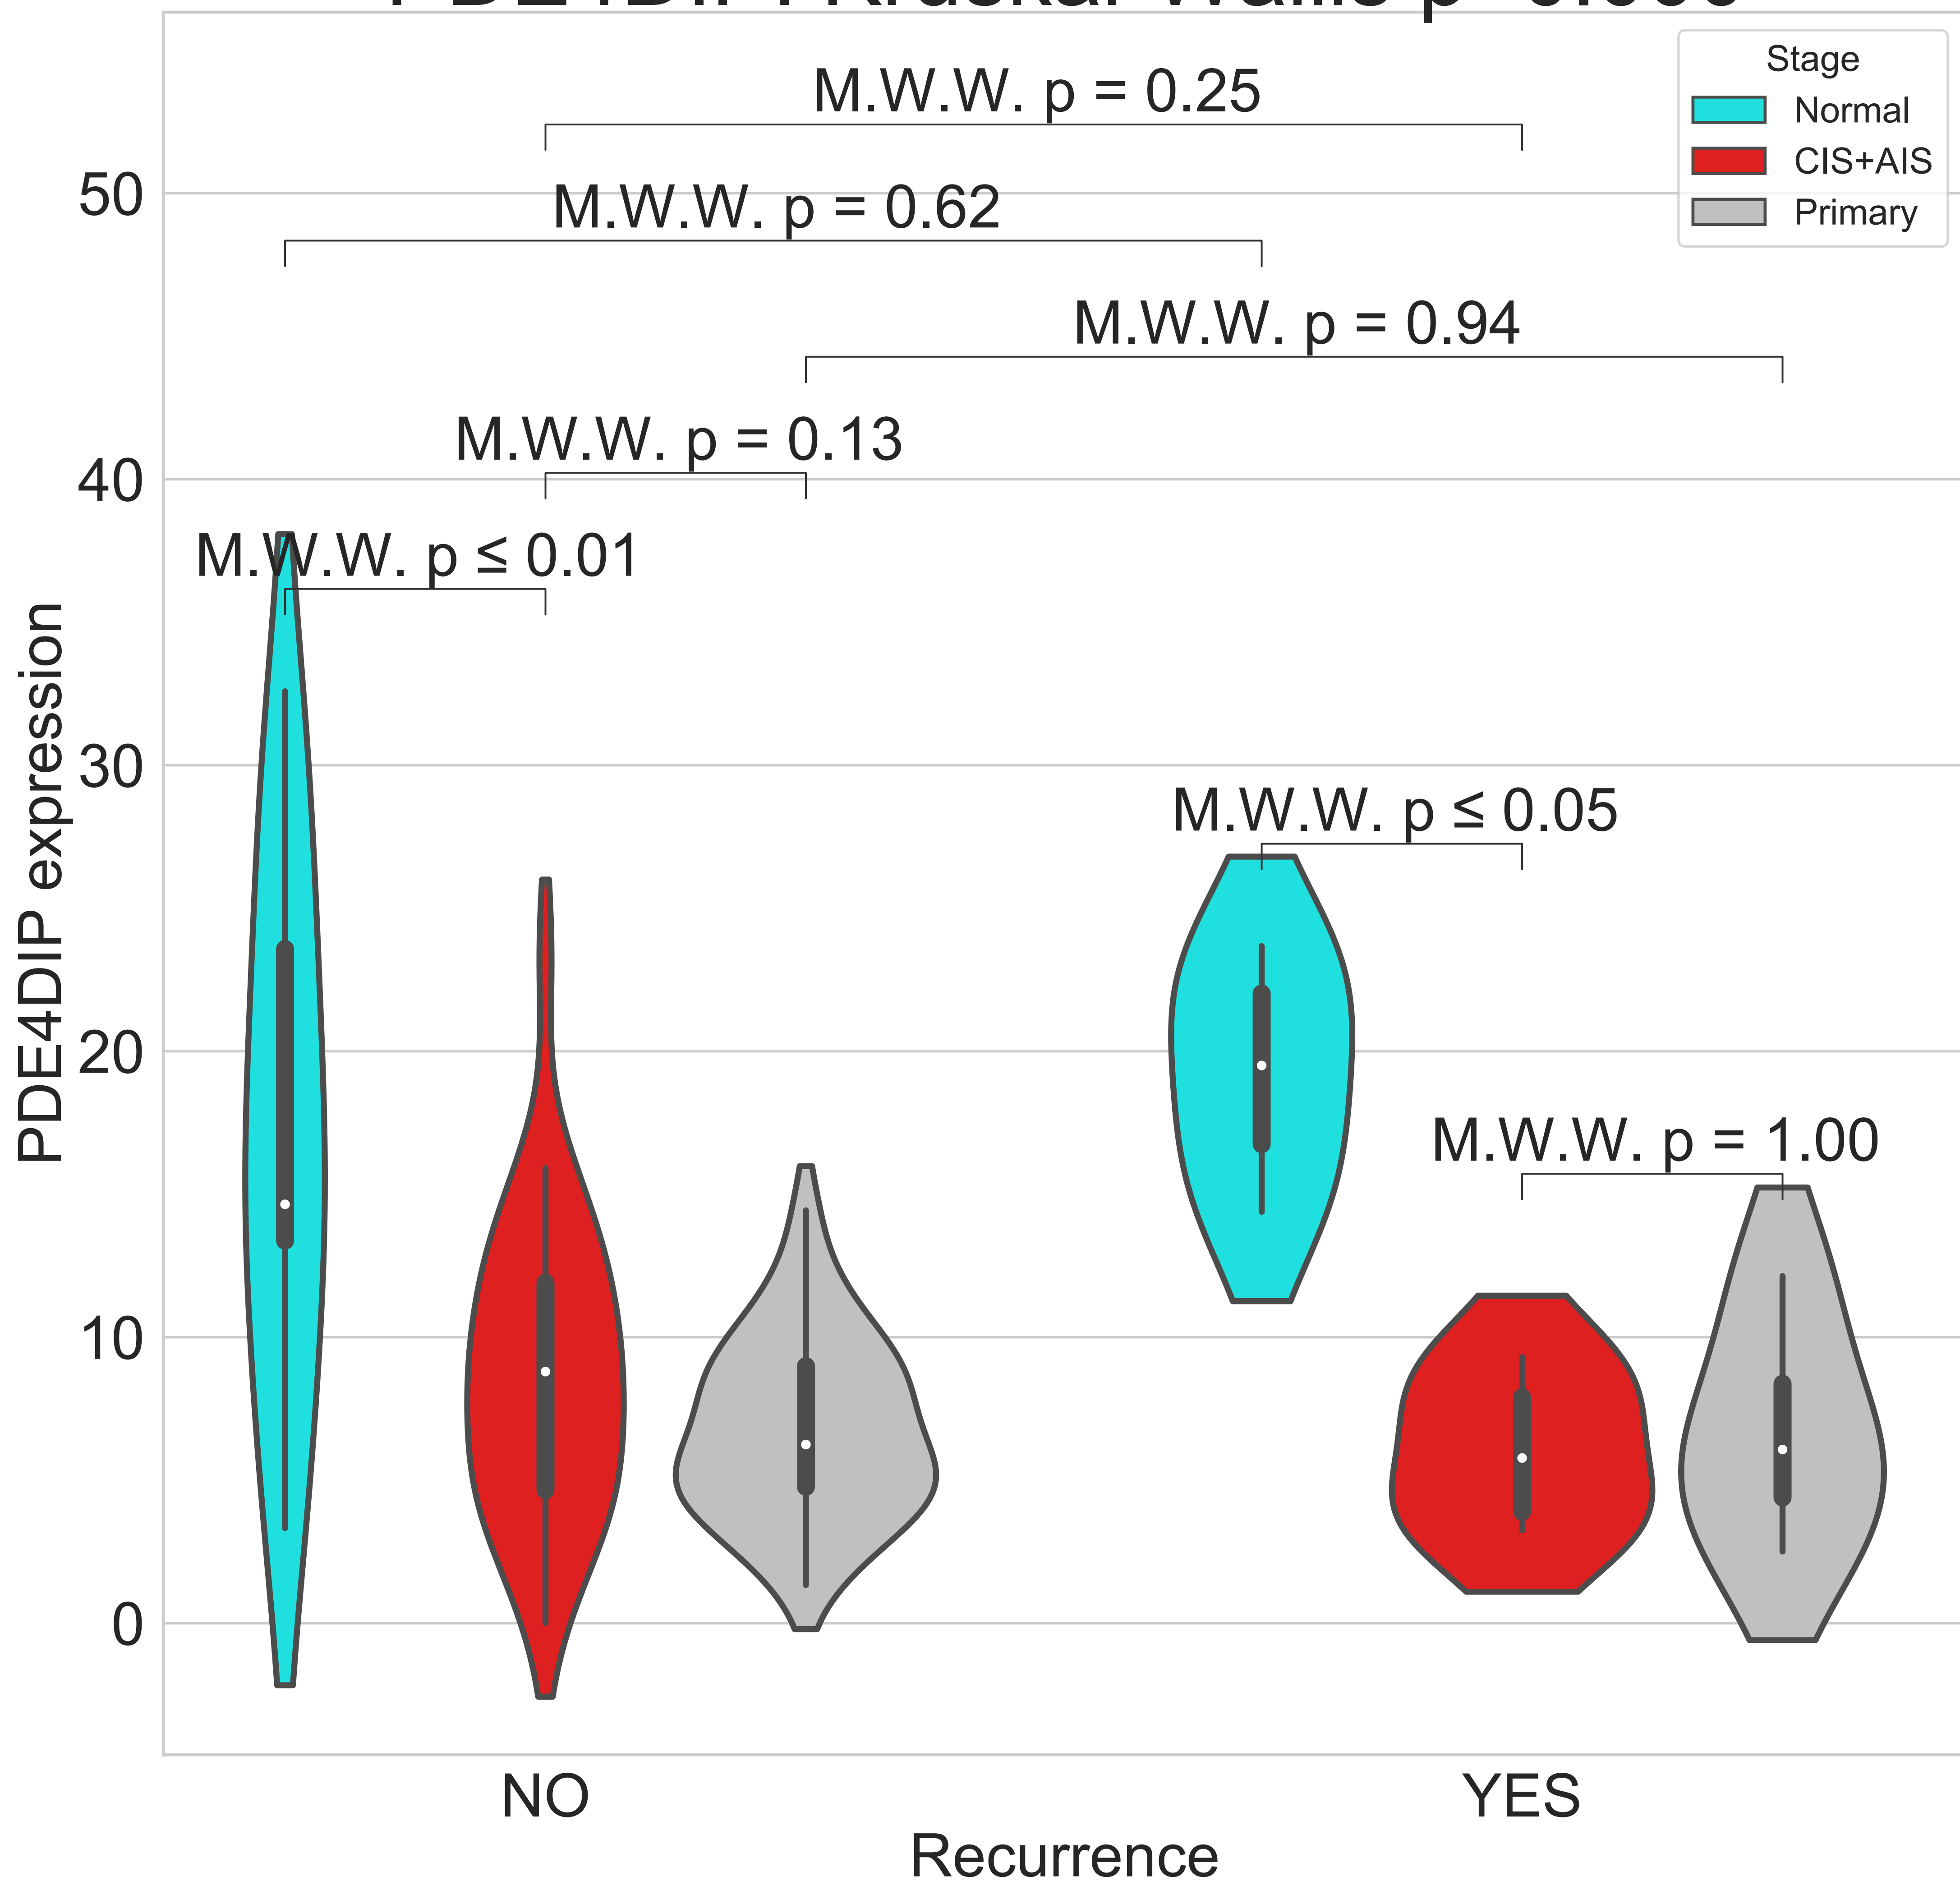 Stage
Normal
CIS+AIS
Primary
M.W.W. p = 0.25
M.W.W. p = 0.62
M.W.W. p = 0.94
M.W.W. p = 0.13
M.W.W. p ≤ 0.01
M.W.W. p ≤ 0.05
M.W.W. p = 1.00
50
40
30
20
10
0
PDE4DIP expression
NO
YES
Recurrence